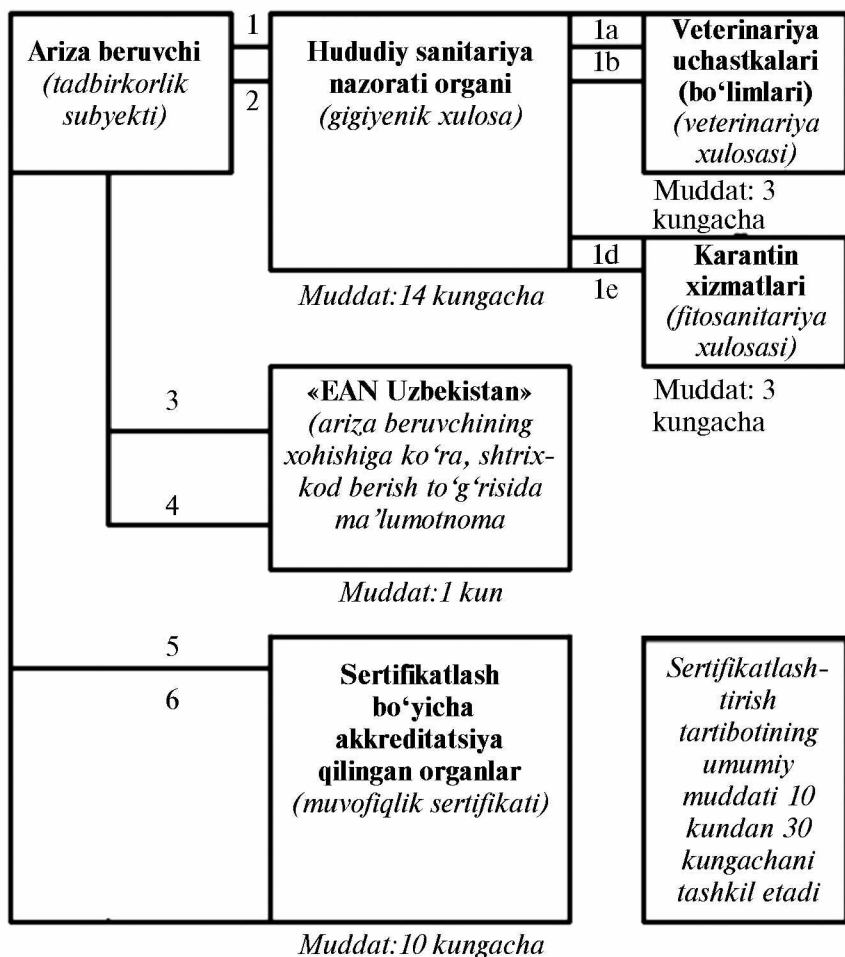 Ariza beruvchi
(tadbirkorlik
subyekti)
1
2
Hududiy sanitariya
nazorati organi
(gigiyenik xulosa)
Muddat:14 kungacha
1a
1b
Veterinariya
uchastkalari
(bo‘limlari)
(veterinariya
xulosasi)
Muddat: 3
kungacha
1d
1e
Karantin
xizmatlari
(fitosanitariya
xulosasi)
Muddat: 3
kungacha
3
4
«EAN Uzbekistan»
(ariza beruvchining
xohishiga ko‘ra, shtrix-
kod berish to‘g‘risida
ma’lumotnoma
Muddat:1 kun
5
6
Sertifikatlash
bo‘yicha
akkreditatsiya
qilingan organlar
(muvofiqlik sertifikati)
Muddat:10 kungacha
Sertifikatlash-
tirish
tartibotining
umumiy
muddati 10
kundan 30
kungachani
tashkil etadi